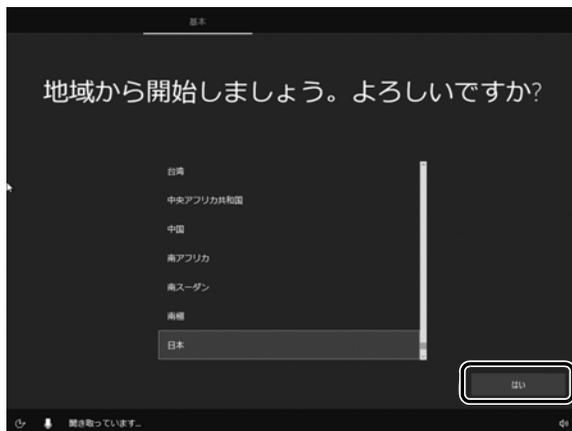 基本
地域から開始しましょう。よろしいですか?
台湾
中央アフリカ共和国
中国
南アフリカ
南スーダン
南極
日本
はい
聞き取っています...